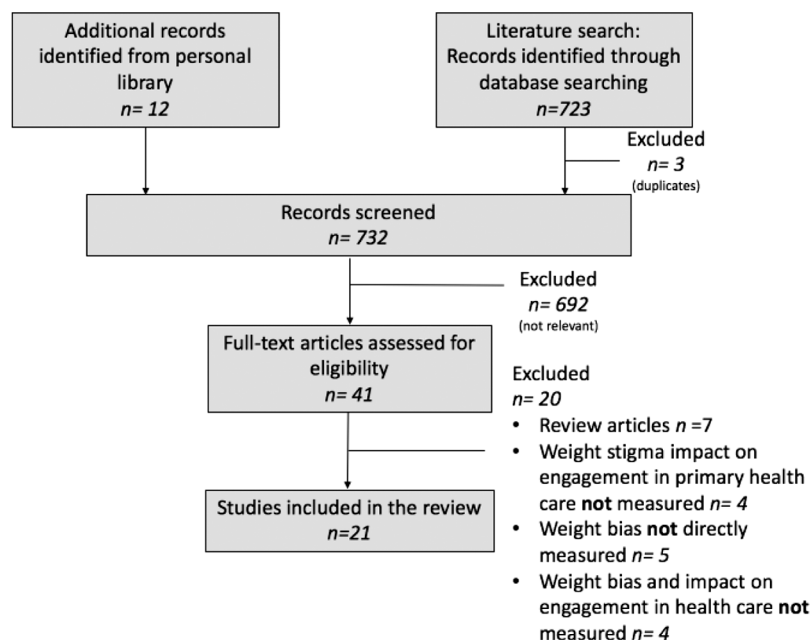 Additional records
identified from personal
library
n= 12
Literature search:
Records identified through
database searching
n=723
Excluded
n= 3
(duplicates)
Records screened
n= 732
Excluded
n= 692
(not relevant)
Full-text articles assessed for
eligibility
n= 41
Excluded
n= 20
• Review articles n =7
• Weight stigma impact on
engagement in primary health
care not measured n= 4
• Weight bias not directly
measured n= 5
• Weight bias and impact on
engagement in health care not
measured n= 4
Studies included in the review
n=21